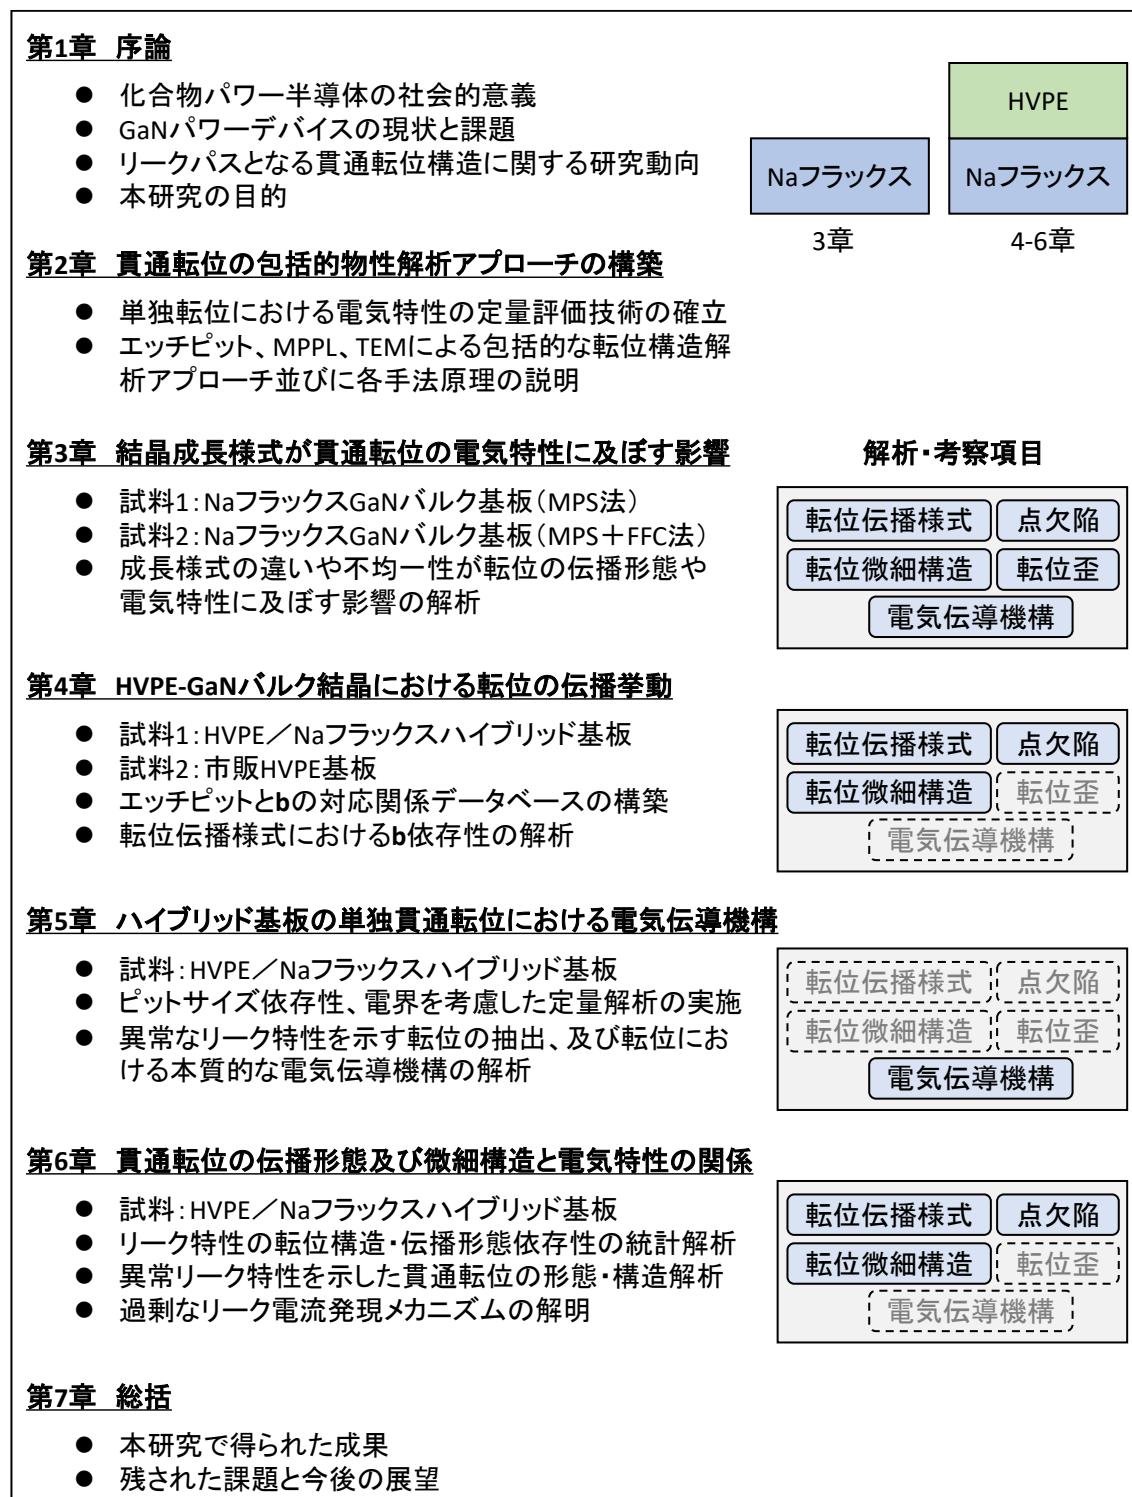 第1章 序論
● 化合物パワー半導体の社会的意義
● GaNパワーデバイスの現状と課題
● リークパスとなる貫通転位構造に関する研究動向
● 本研究の目的
HVPE
Naフラックス
Naフラックス
3章
4-6章
第2章 貫通転位の包括的物性解析アプローチの構築
● 単独転位における電気特性の定量評価技術の確立
● エッチピット、MPPL、TEMによる包括的な転位構造解
析アプローチ並びに各手法原理の説明
第3章 結晶成長様式が貫通転位の電気特性に及ぼす影響
● 試料1：NaフラックスGaNバルク基板（MPS法）
● 試料2：NaフラックスGaNバルク基板（MPS＋FFC法）
● 成長様式の違いや不均一性が転位の伝播形態や
電気特性に及ぼす影響の解析
解析・考察項目
転位伝播様式 点欠陥
転位微細構造 転位歪
電気伝導機構
第4章 HVPE-GaNバルク結晶における転位の伝播挙動
● 試料1：HVPE／Naフラックスハイブリッド基板
● 試料2：市販HVPE基板
● エッチピットとbの対応関係データベースの構築
● 転位伝播様式におけるb依存性の解析
転位伝播様式 点欠陥
転位微細構造 転位歪
電気伝導機構
第5章 ハイブリッド基板の単独貫通転位における電気伝導機構
● 試料：HVPE／Naフラックスハイブリッド基板
● ピットサイズ依存性、電界を考慮した定量解析の実施
● 異常なリーク特性を示す転位の抽出、及び転位にお
ける本質的な電気伝導機構の解析
転位伝播様式 点欠陥
転位微細構造 転位歪
電気伝導機構
第6章 貫通転位の伝播形態及び微細構造と電気特性の関係
● 試料：HVPE／Naフラックスハイブリッド基板
● リーク特性の転位構造・伝播形態依存性の統計解析
● 異常リーク特性を示した貫通転位の形態・構造解析
● 過剰なリーク電流発現メカニズムの解明
転位伝播様式 点欠陥
転位微細構造 転位歪
電気伝導機構
第7章 総括
● 本研究で得られた成果
● 残された課題と今後の展望